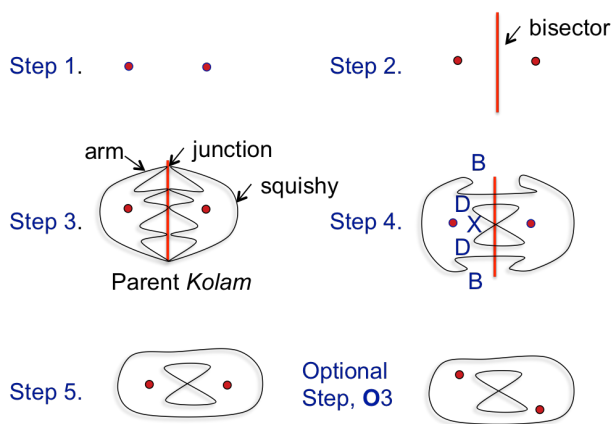 Step 1.
Step 2.
bisector
Step 3.
arm
junction
squishy
Parent Kolam
Step 4.
B
D
X
D
B
Step 5.
Optional
Step, O3